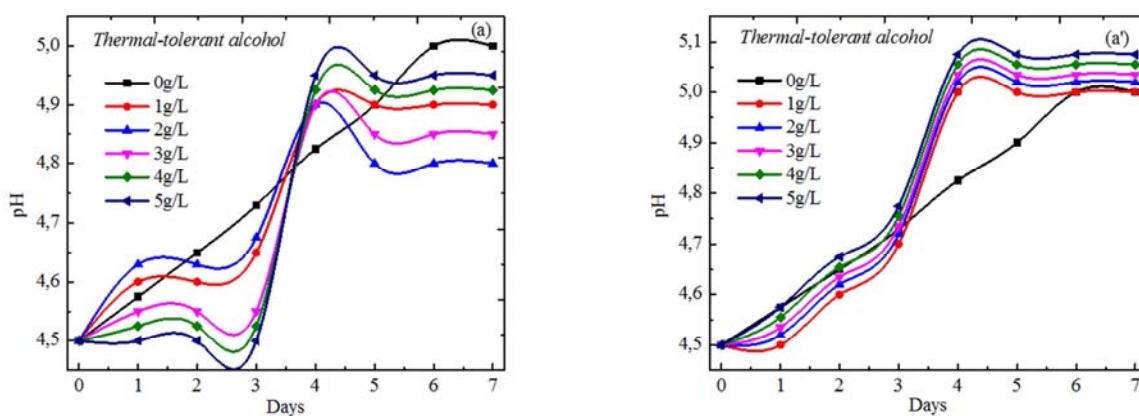 Thermal-tolerant alcohol
(a)
0g/L
1g/L
2g/L
3g/L
4g/L
5g/L
pH
5,0
4,9
4,8
4,7
4,6
4,5
0 1 2 3 4 5 6 7
Days
Thermal-tolerant alcohol
(a')
0g/L
1g/L
2g/L
3g/L
4g/L
5g/L
pH
5,1
5,0
4,9
4,8
4,7
4,6
4,5
0 1 2 3 4 5 6 7
Days